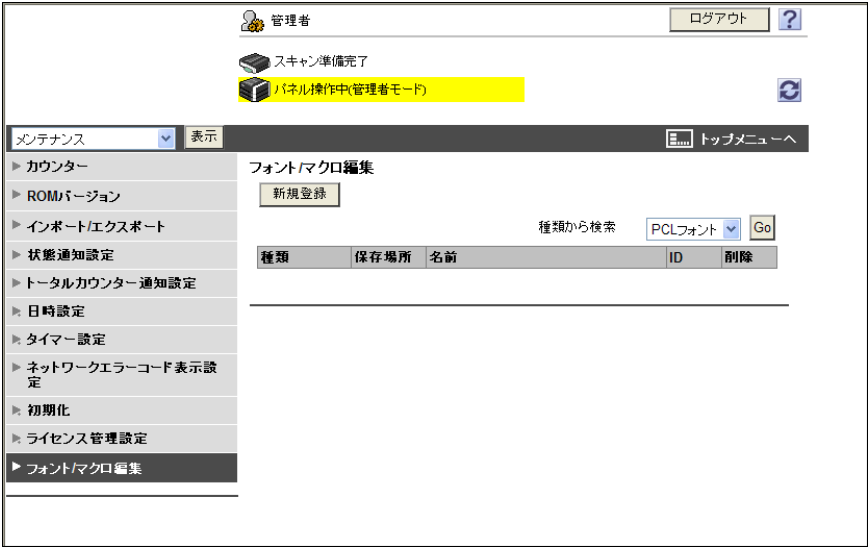 管理者
ログアウト
?
スキャン準備完了
パネル操作中(管理者モード)
メンテナンス
表示
トップメニューへ
カウンター
ROMバージョン
インポート/エクスポート
状態通知設定
トータルカウンター通知設定
日時設定
タイマー設定
ネットワークエラーコード表示設
定
初期化
ライセンス管理設定
フォント/マクロ編集
フォント/マクロ編集
新規登録
種類から検索
PCLフォント
Go
種類 保存場所 名前 ID 削除